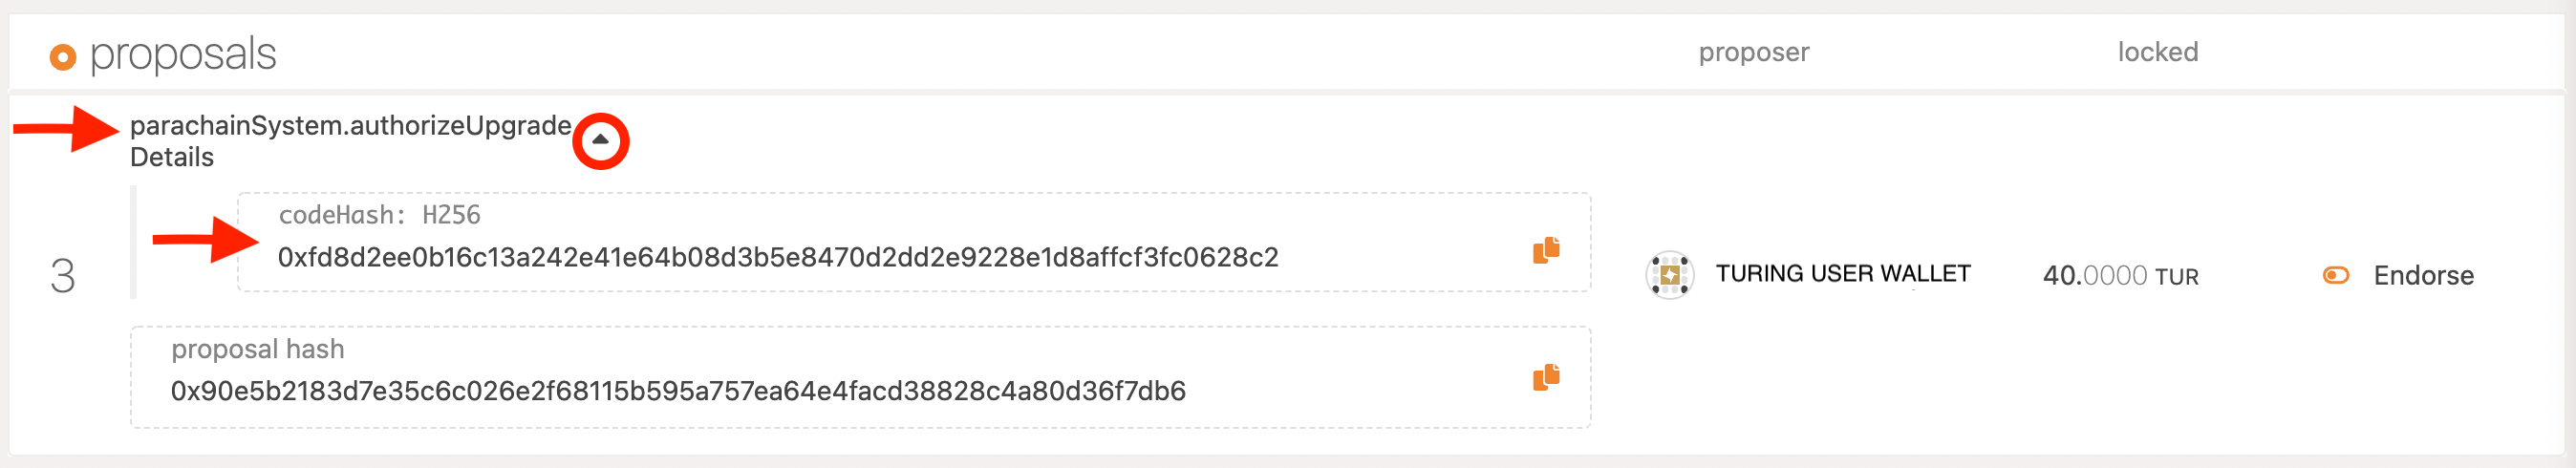 proposals proposer locked
parachainSystem.authorizeUpgrade
Details
codeHash: H256
0xfd8d2ee0b16c13a242e41e64b08d3b5e8470d2dd2e9228e1d8affcf3fc0628c2
3 TURING USER WALLET 40.0000 TUR Endorse
proposal hash
0x90e5b2183d7e35c6c026e2f68115b595a757ea64e4facd38828c4a80d36f7db6